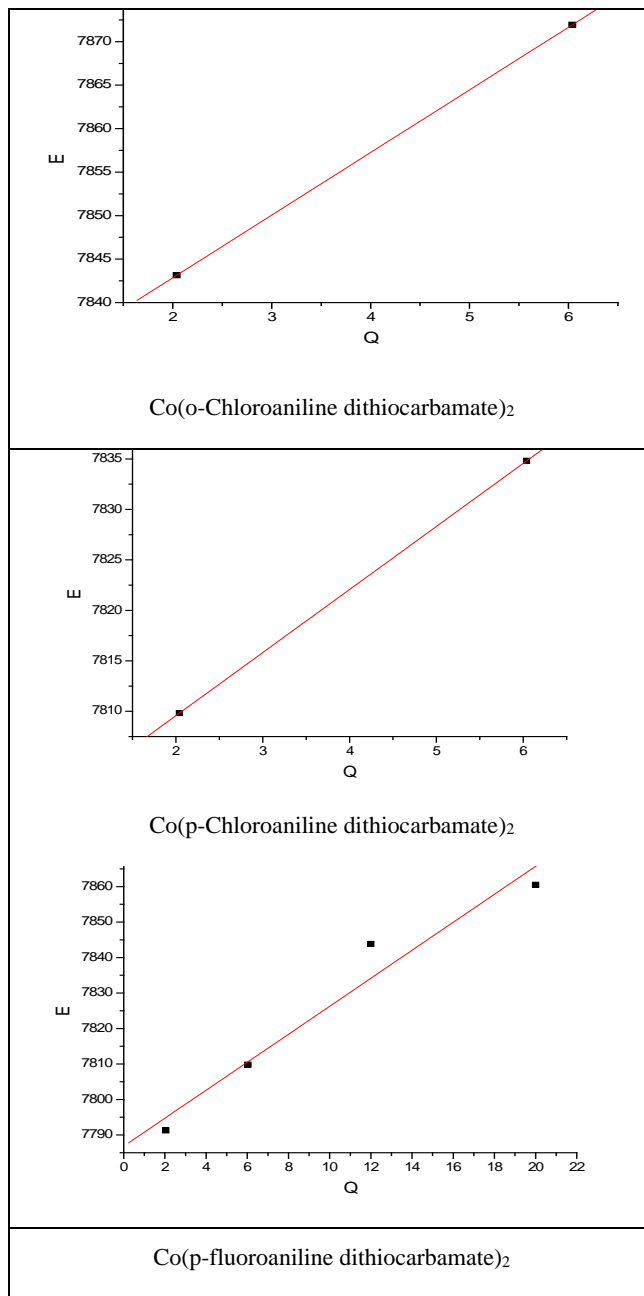 7870
7865
7860
7855
7850
7845
7840
E
2 3 4 5 6
Q
Co(o-Chloroaniline dithiocarbamate)₂
7835
7830
7825
7820
7815
7810
E
2 3 4 5 6
Q
Co(p-Chloroaniline dithiocarbamate)₂
7860
7850
7840
7830
7820
7810
7800
7790
E
0 2 4 6 8 10 12 14 16 18 20 22
Q
Co(p-fluoroaniline dithiocarbamate)₂